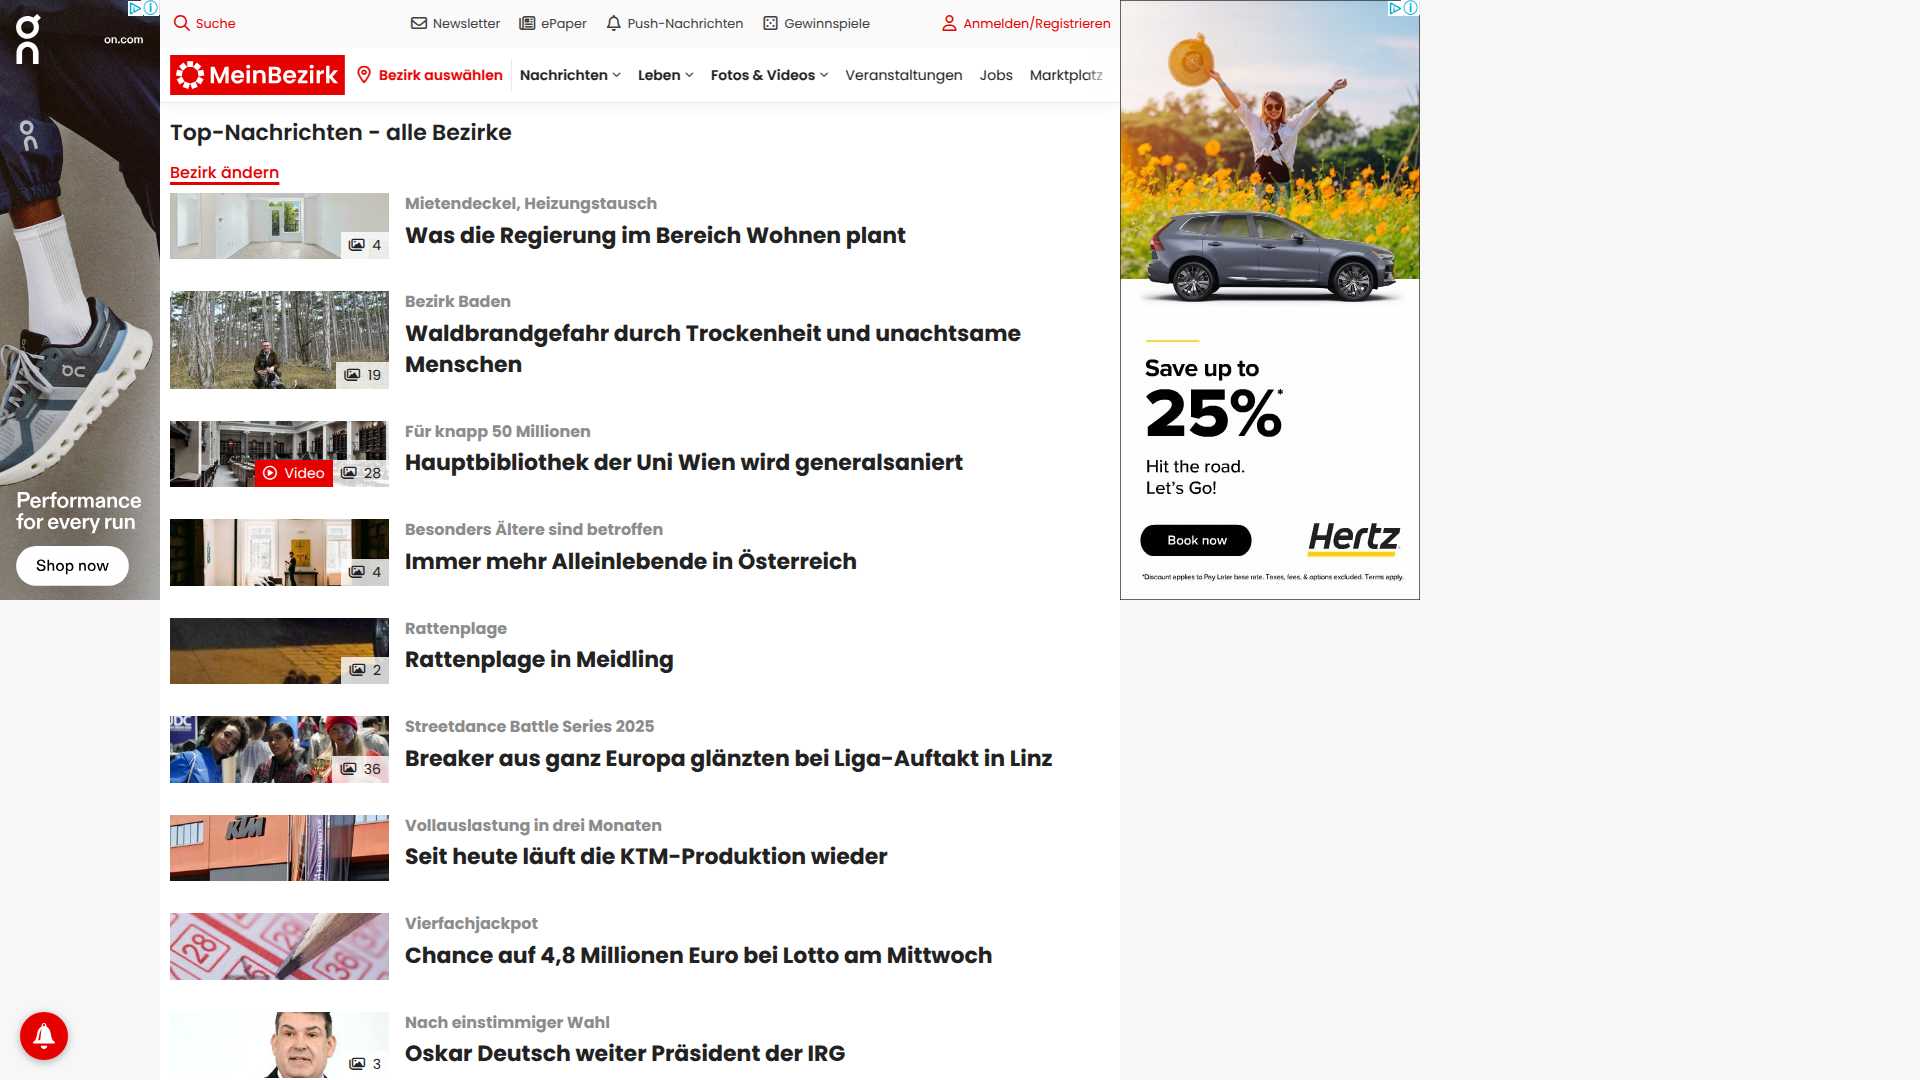 Suche
Newsletter
ePaper
Push-Nachrichten
Gewinnspiele
Anmelden/Registrieren
MeinBezirk
Bezirk auswählen
Nachrichten
Leben
Fotos & Videos
Veranstaltungen
Jobs
Marktplatz
Top-Nachrichten - alle Bezirke
Bezirk ändern
4
Mietendeckel, Heizungstausch
Was die Regierung im Bereich Wohnen plant
19
Bezirk Baden
Waldbrandgefahr durch Trockenheit und unachtsame
Menschen
Video
28
Für knapp 50 Millionen
Hauptbibliothek der Uni Wien wird generalsaniert
4
Besonders Ältere sind betroffen
Immer mehr Alleinlebende in Österreich
2
Rattenplage
Rattenplage in Meidling
36
Streetdance Battle Series 2025
Breaker aus ganz Europa glänzten bei Liga-Auftakt in Linz
KTM
Vollauslastung in drei Monaten
Seit heute läuft die KTM-Produktion wieder
28
29
36
Vierfachjackpot
Chance auf 4,8 Millionen Euro bei Lotto am Mittwoch
3
Nach einstimmiger Wahl
Oskar Deutsch weiter Präsident der IRG
on
on.com
Performance
for every run
Shop now
Save up to
25%*
Hit the road.
Let's Go!
Book now
Hertz
*Discount applies to Pay Later base rate. Taxes, fees, & options excluded. Terms apply.